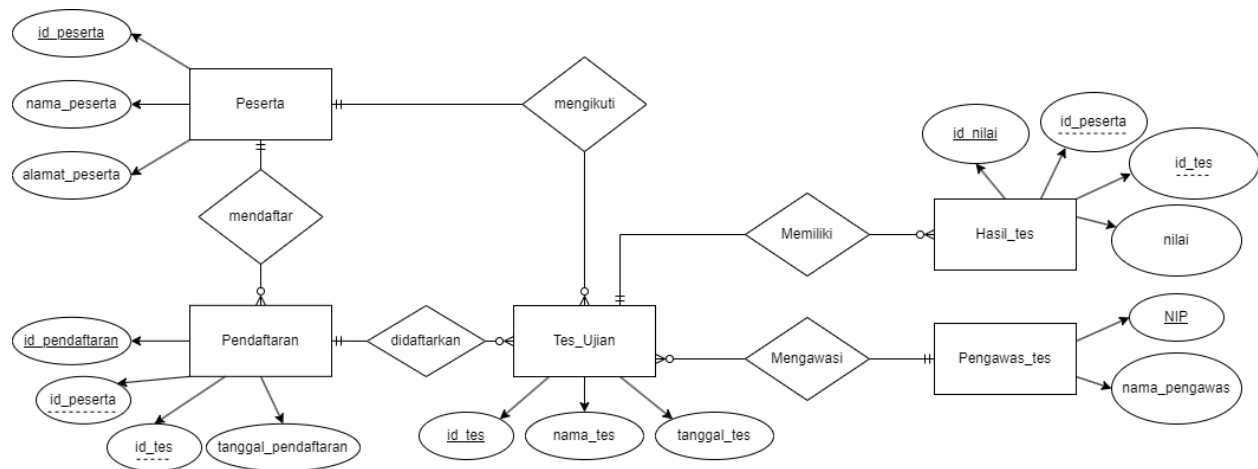 id_peserta
nama_peserta
alamat_peserta
Peserta
mengikuti
mendaftar
id_nilai
id_peserta
id_tes
nilai
Memiliki
Hasil_tes
id_pendaftaran
id_peserta
id_tes
tanggal_pendaftaran
Pendaftaran
didaftarkan
Tes_Ujian
Mengawasi
Pengawas_tes
NIP
nama_pengawas
id_tes
nama_tes
tanggal_tes